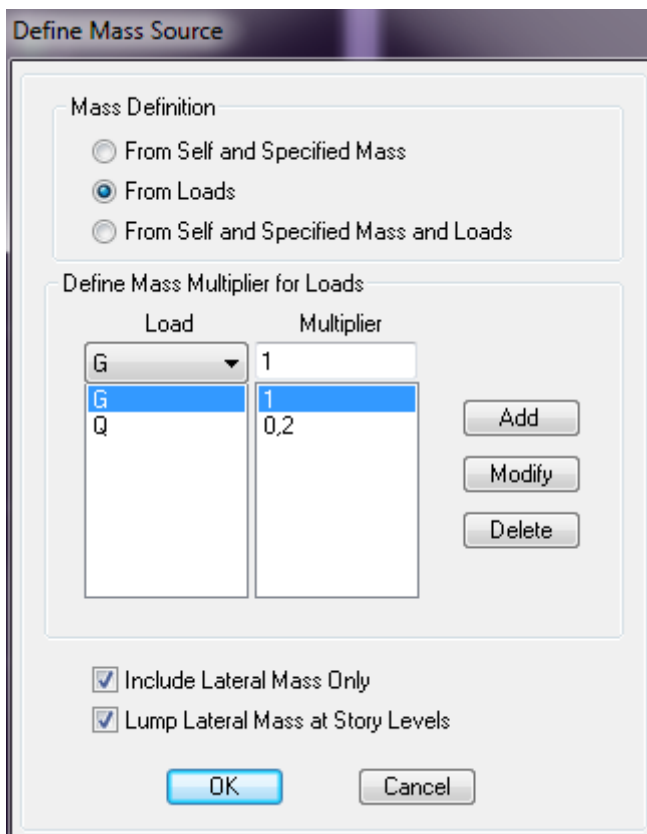 Define Mass Source
Mass Definition
From Self and Specified Mass
From Loads
From Self and Specified Mass and Loads
Define Mass Multiplier for Loads
Load Multiplier
G 1
G 1
Q 0,2
Add
Modify
Delete
Include Lateral Mass Only
Lump Lateral Mass at Story Levels
OK Cancel